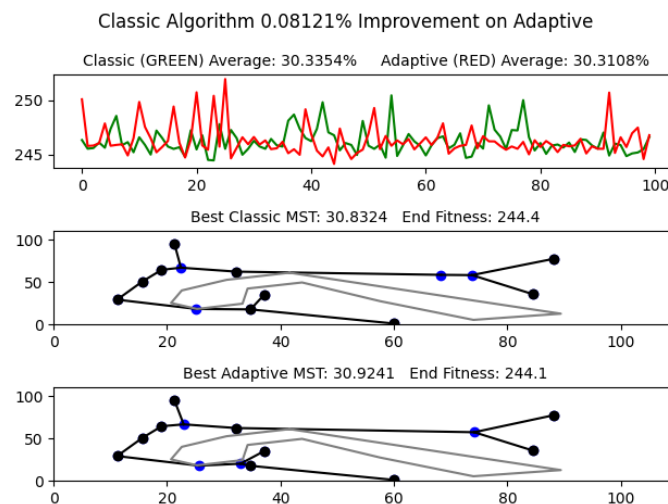 Classic Algorithm 0.08121% Improvement on Adaptive
Classic (GREEN) Average: 30.3354% Adaptive (RED) Average: 30.3108%
250
245
0 20 40 60 80 100
Best Classic MST: 30.8324 End Fitness: 244.4
100
50
0
0 20 40 60 80 100
Best Adaptive MST: 30.9241 End Fitness: 244.1
100
50
0
0 20 40 60 80 100